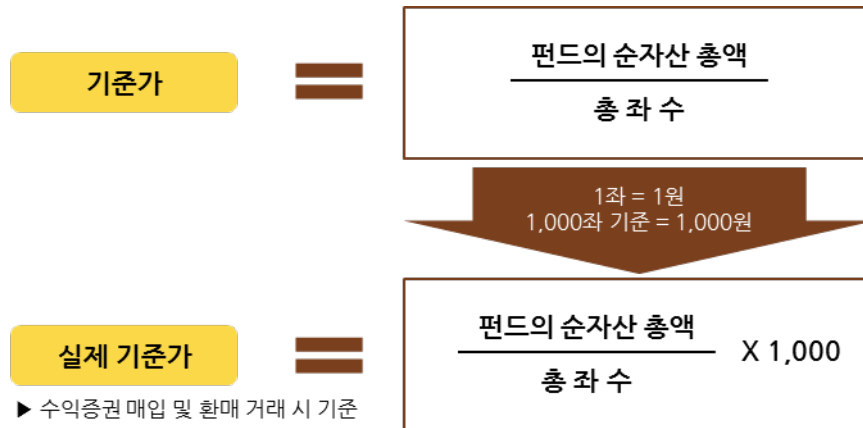 기준가
=
펀드의 순자산 총액
총 좌 수
1좌 = 1원
1,000좌 기준 = 1,000원
실제 기준가
=
펀드의 순자산 총액
총 좌 수
X 1,000
▶ 수익증권 매입 및 환매 거래 시 기준